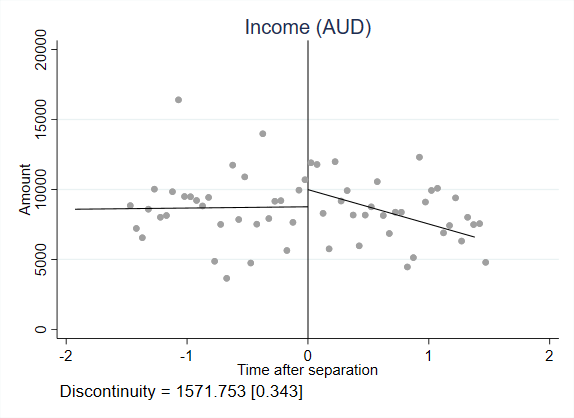 Income (AUD)
20000
15000
10000
5000
0
Amount
-2
-1
0
1
2
Time after separation
Discontinuity = 1571.753 [0.343]